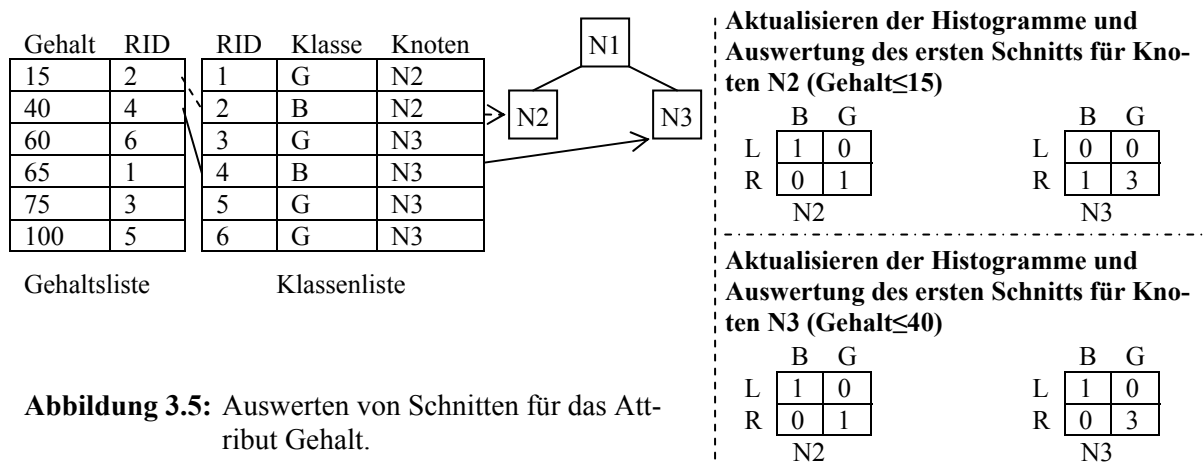 Gehalt RID
15 2
40 4
60 6
65 1
75 3
100 5
Gehaltsliste
RID Klasse Knoten
1 G N2
2 B N2
3 G N3
4 B N3
5 G N3
6 G N3
Klassenliste
N1
N2 N3
Abbildung 3.5: Auswerten von Schnitten für das Att-
ribut Gehalt.
Aktualisieren der Histogramme und
Auswertung des ersten Schnitts für Kno-
ten N2 (Gehalt≤15)
B G
L 1 0
R 0 1
N2
B G
L 0 0
R 1 3
N3
Aktualisieren der Histogramme und
Auswertung des ersten Schnitts für Kno-
ten N3 (Gehalt≤40)
B G
L 1 0
R 0 1
N2
B G
L 1 0
R 0 3
N3